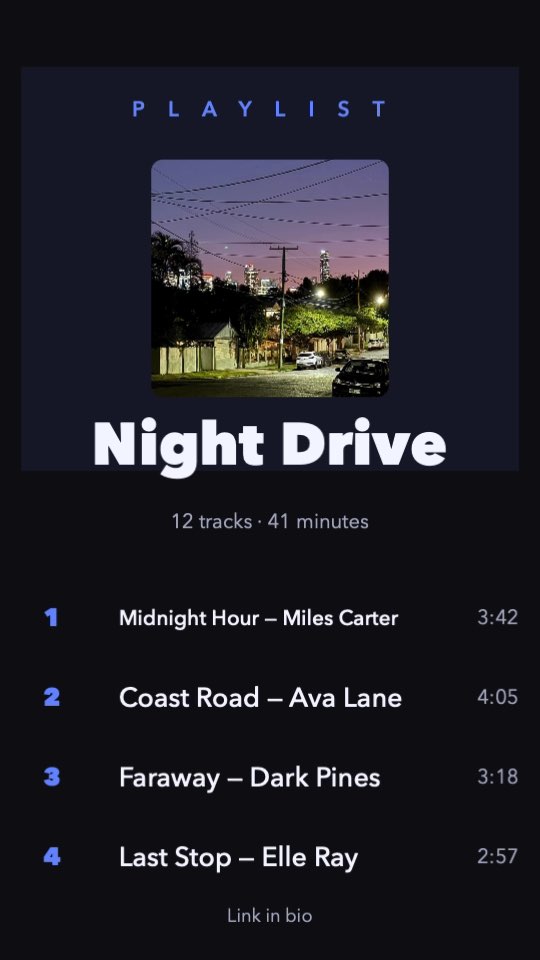 PLAYLIST
Night Drive
12 tracks · 41 minutes
1 Midnight Hour – Miles Carter 3:42
2 Coast Road – Ava Lane 4:05
3 Faraway – Dark Pines 3:18
4 Last Stop – Elle Ray 2:57
Link in bio